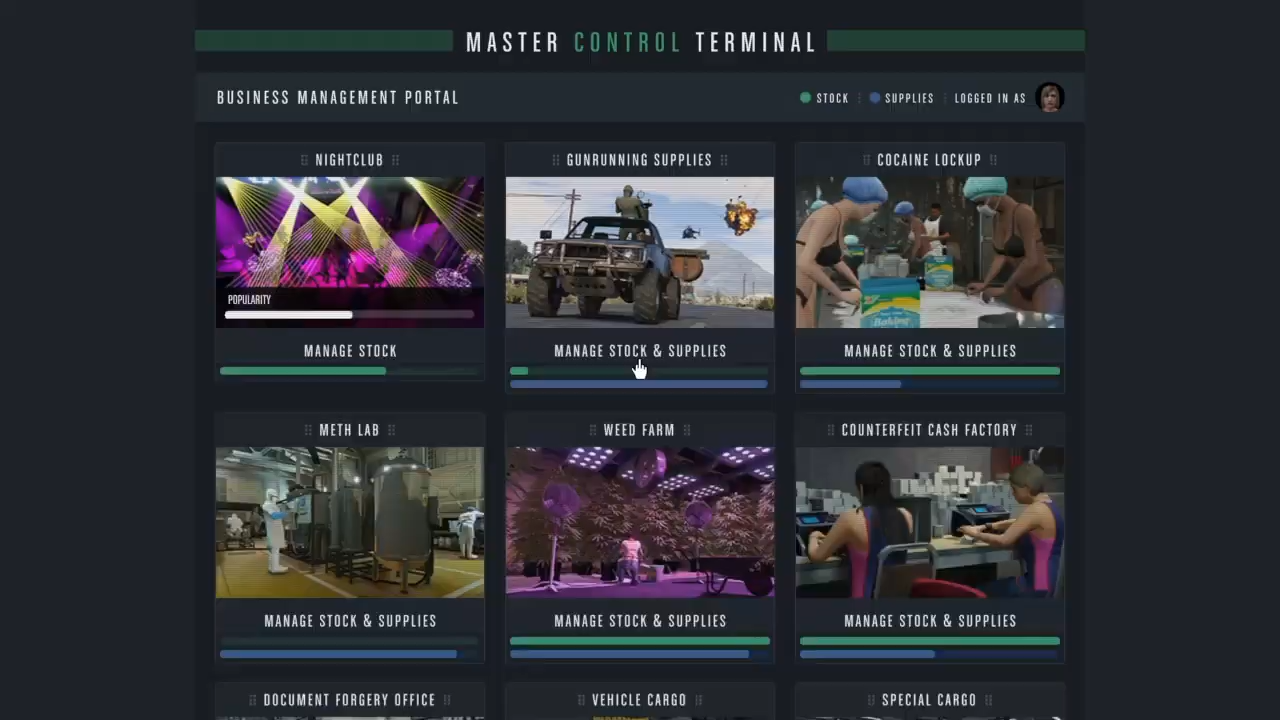 MASTER CONTROL TERMINAL
BUSINESS MANAGEMENT PORTAL
STOCK
SUPPLIES
LOGGED IN AS
NIGHTCLUB
GUNRUNNING SUPPLIES
COCAINE LOCKUP
POPULARITY
Baking
MANAGE STOCK
MANAGE STOCK & SUPPLIES
MANAGE STOCK & SUPPLIES
METH LAB
WEED FARM
COUNTERFEIT CASH FACTORY
MANAGE STOCK & SUPPLIES
MANAGE STOCK & SUPPLIES
MANAGE STOCK & SUPPLIES
DOCUMENT FORGERY OFFICE
VEHICLE CARGO
SPECIAL CARGO